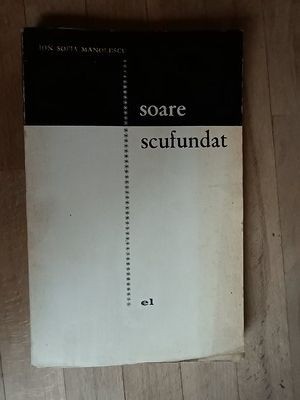 ION SOFIA MANOLESCU
soare
scufundat
el